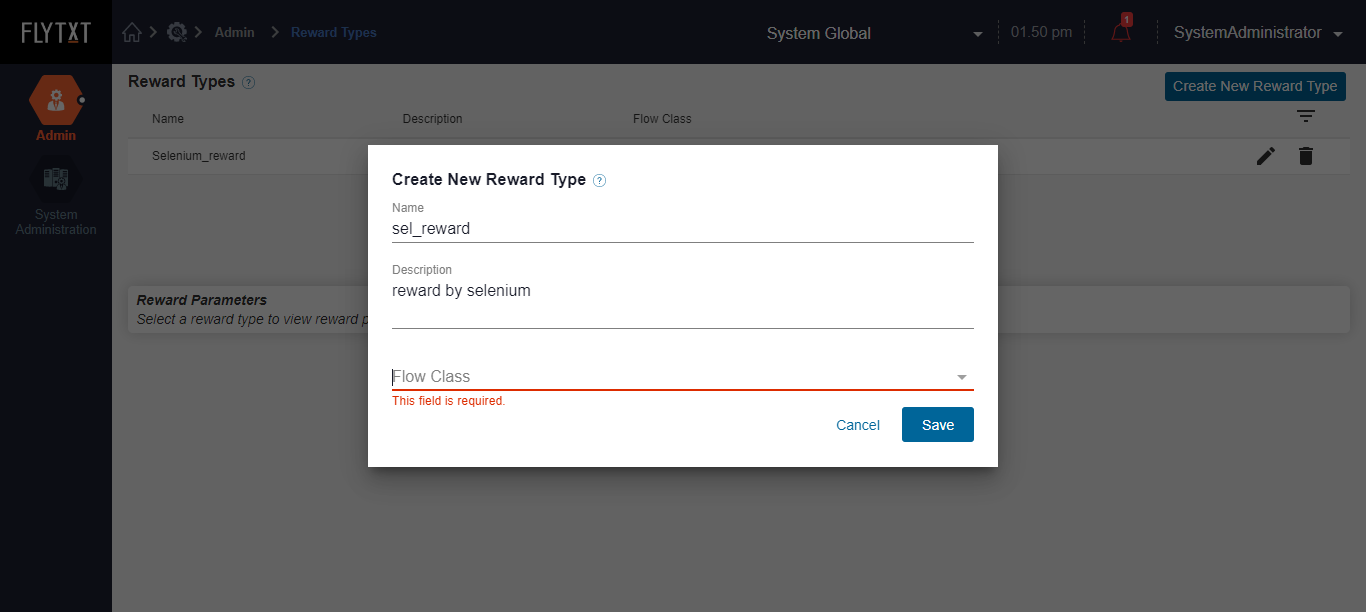 FLYTXT
Admin
Reward Types
System Global
01.50 pm
1
SystemAdministrator
Admin
System
Administration
Reward Types ?
Create New Reward Type
Name Description Flow Class
Selenium_reward
Reward Parameters
Select a reward type to view reward p
Create New Reward Type ?
Name
sel_reward
Description
reward by selenium
Flow Class
This field is required.
Cancel
Save